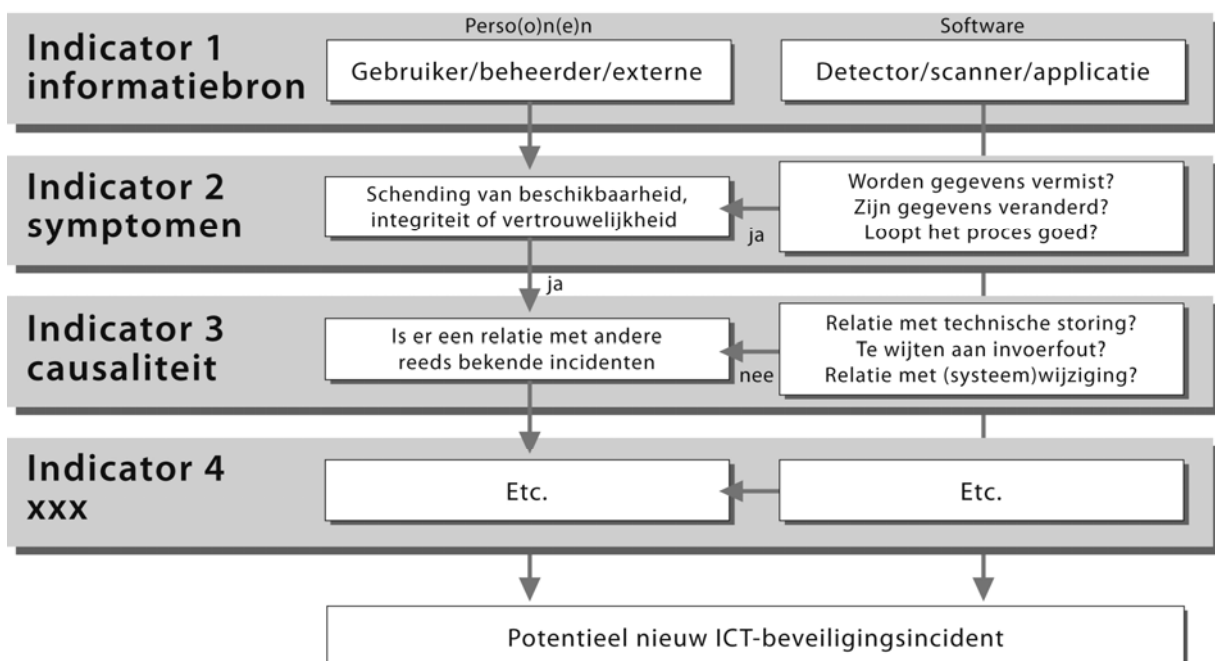 Indicator 1
informatiebron
Perso(o)n(e)n
Gebruiker/beheerder/externe
Software
Detector/scanner/applicatie
Indicator 2
symptomen
Schending van beschikbaarheid,
integriteit of vertrouwelijkheid
ja
Worden gegevens vermist?
Zijn gegevens veranderd?
Loopt het proces goed?
ja
Indicator 3
causaliteit
Is er een relatie met andere
reeds bekende incidenten
nee
Relatie met technische storing?
Te wijten aan invoerfout?
Relatie met (systeem)wijziging?
Indicator 4
xxx
Etc.
Etc.
Potentieel nieuw ICT-beveiligingsincident